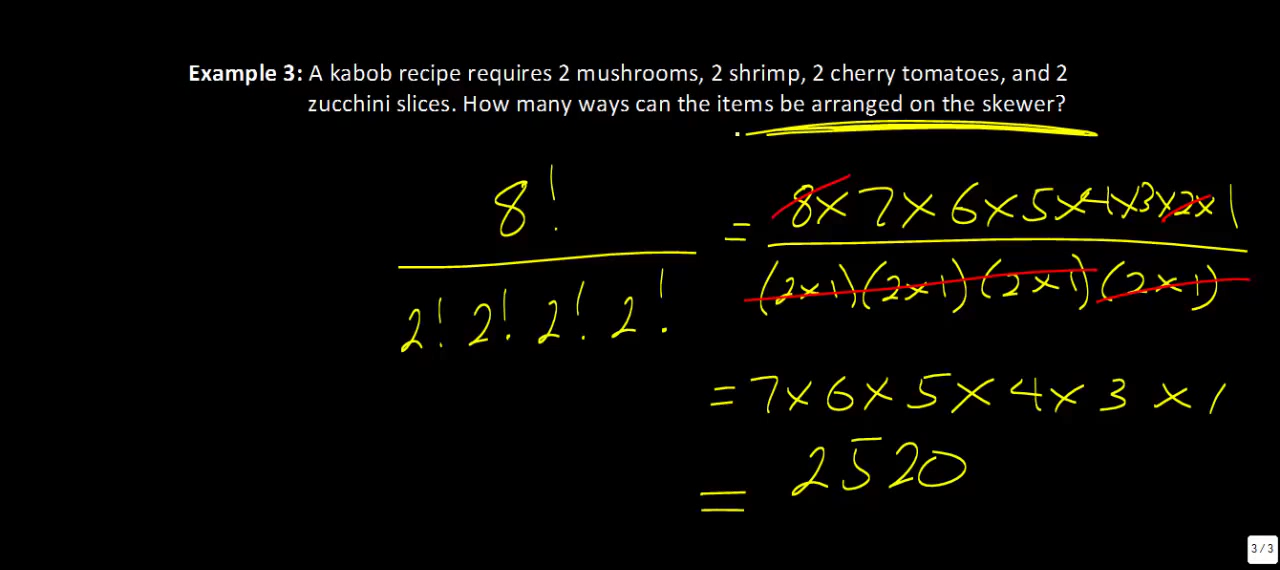 Example 3: A kabob recipe requires 2 mushrooms, 2 shrimp, 2 cherry tomatoes, and 2
zucchini slices. How many ways can the items be arranged on the skewer?
8!
2! 2! 2! 2!
= 8 x 7 x 6 x 5 x 4 x 3 x 2 x 1
(2 x 1) (2 x 1) (2 x 1) (2 x 1)
= 7 x 6 x 5 x 4 x 3 x 1
= 2520
3 / 3